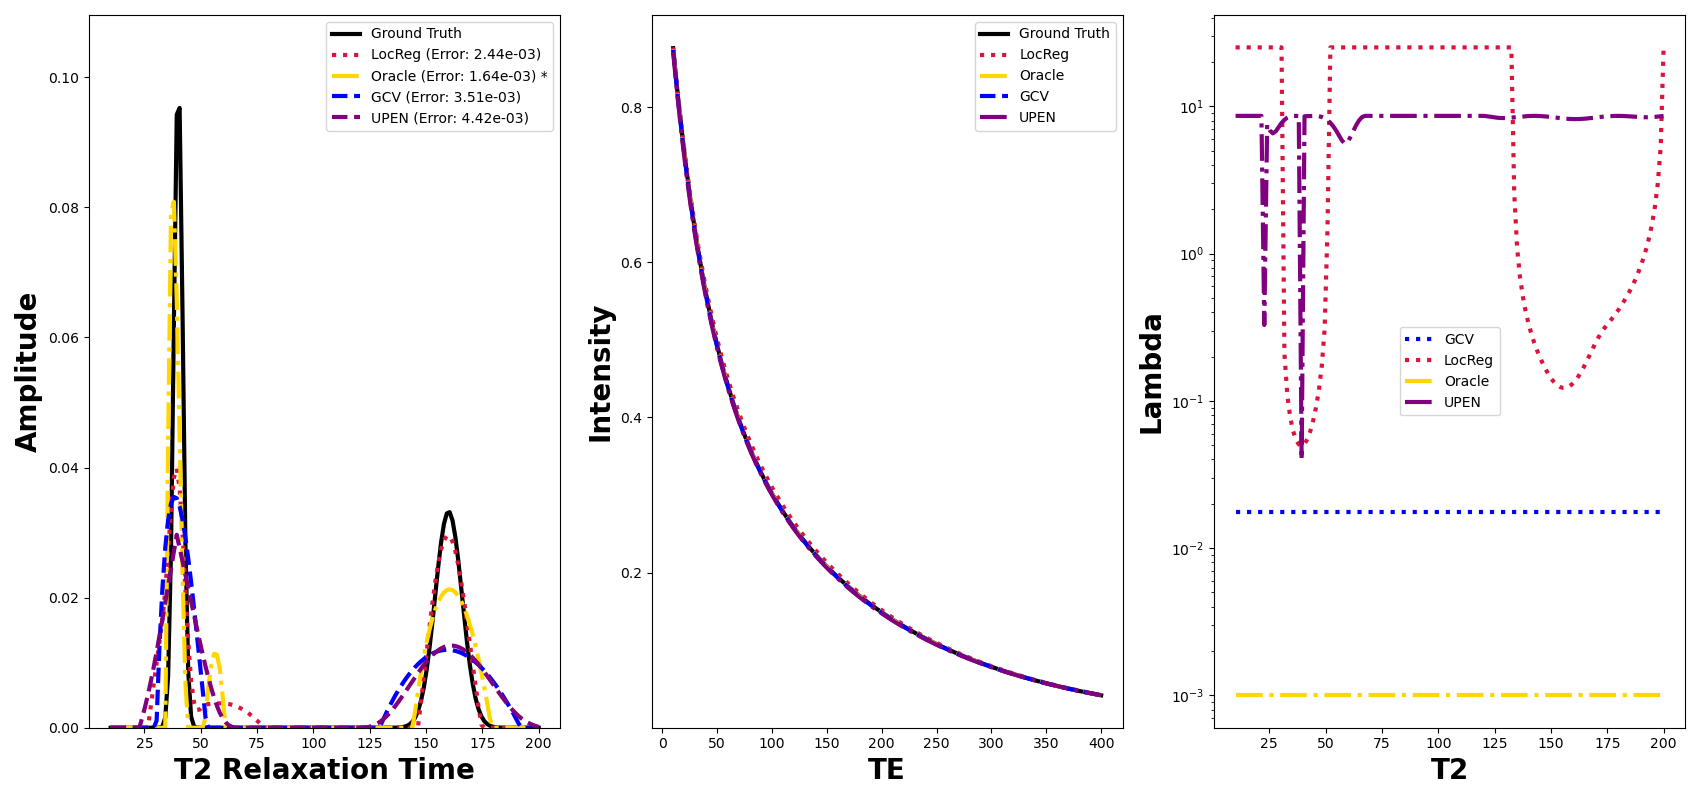 Amplitude
0.10
0.08
0.06
0.04
0.02
0.00
Ground Truth
LocReg (Error: 2.44e-03)
Oracle (Error: 1.64e-03) *
GCV (Error: 3.51e-03)
UPEN (Error: 4.42e-03)
25 50 75 100 125 150 175 200
T2 Relaxation Time
Intensity
0.8
0.6
0.4
0.2
Ground Truth
LocReg
Oracle
GCV
UPEN
0 50 100 150 200 250 300 350 400
TE
Lambda
10¹
10⁰
10⁻¹
10⁻²
10⁻³
GCV
LocReg
Oracle
UPEN
25 50 75 100 125 150 175 200
T2